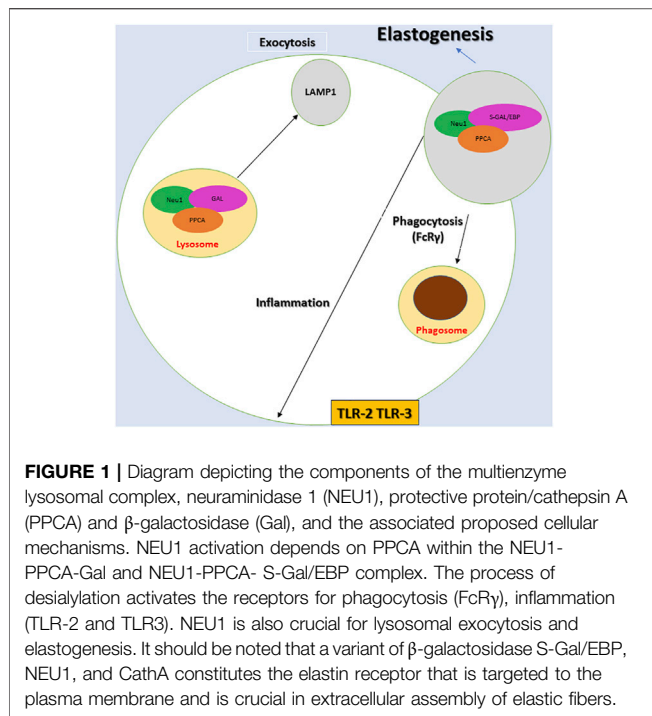 Exocytosis
Elastogenesis
LAMP1
Neu1
S-GAL/EBP
PPCA
Neu1
GAL
PPCA
Lysosome
Phagocytosis
(FcRγ)
Inflammation
Phagosome
TLR-2 TLR-3
FIGURE 1 | Diagram depicting the components of the multienzyme
lysosomal complex, neuraminidase 1 (NEU1), protective protein/cathepsin A
(PPCA) and β-galactosidase (Gal), and the associated proposed cellular
mechanisms. NEU1 activation depends on PPCA within the NEU1-
PPCA-Gal and NEU1-PPCA- S-Gal/EBP complex. The process of
desialylation activates the receptors for phagocytosis (FcRγ), inflammation
(TLR-2 and TLR3). NEU1 is also crucial for lysosomal exocytosis and
elastogenesis. It should be noted that a variant of β-galactosidase S-Gal/EBP,
NEU1, and CathA constitutes the elastin receptor that is targeted to the
plasma membrane and is crucial in extracellular assembly of elastic fibers.